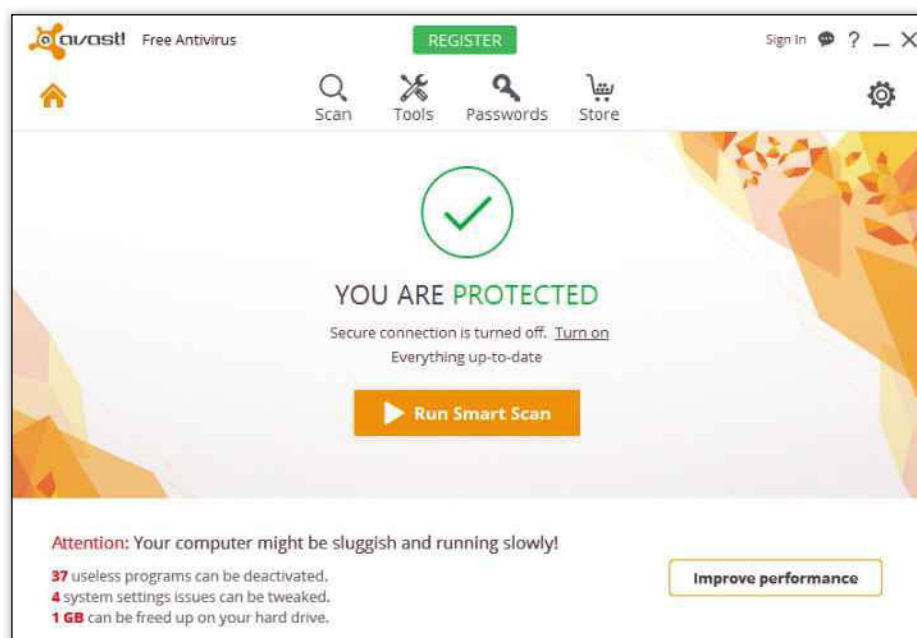 avast! Free Antivirus REGISTER Sign In ?
Scan Tools Passwords Store
YOU ARE PROTECTED
Secure connection is turned off. Turn on
Everything up-to-date
Run Smart Scan
Attention: Your computer might be sluggish and running slowly!
37 useless programs can be deactivated.
4 system settings issues can be tweaked.
1 GB can be freed up on your hard drive.
Improve performance